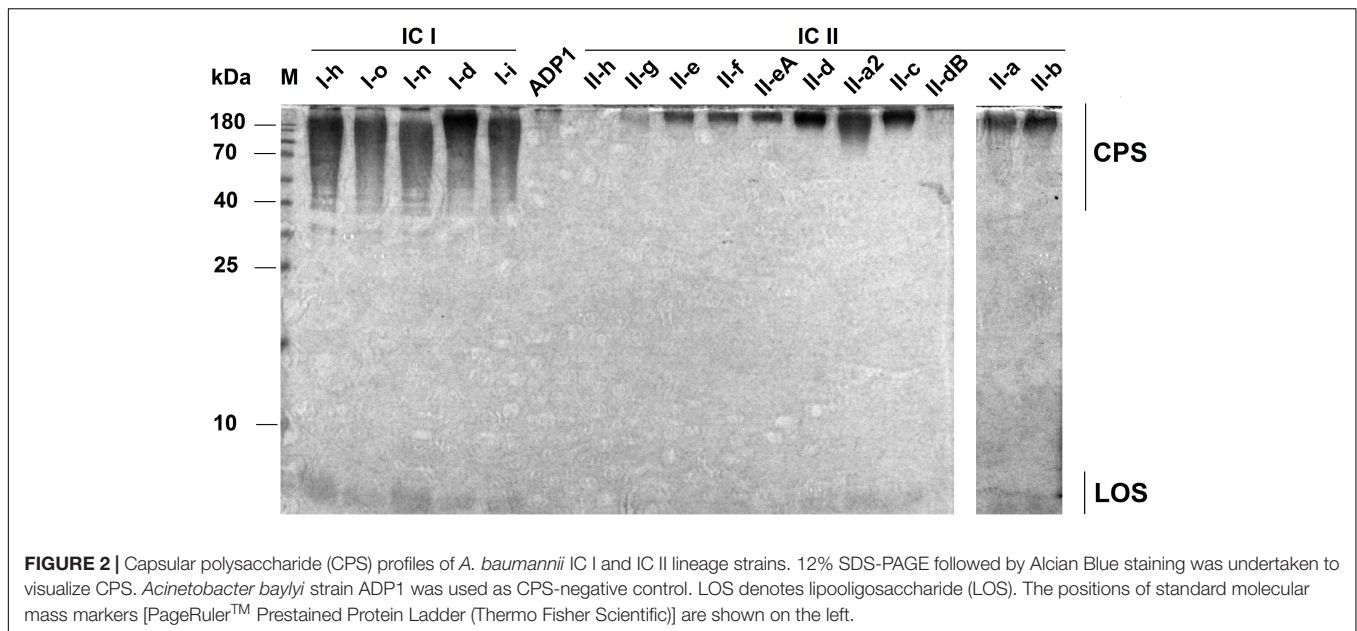 IC I
IC II
kDa M I-h I-o I-n I-d I-i ADP1 II-h II-g II-e II-f II-eA II-d II-a2 II-c II-dB II-a II-b
180
70
40
25
10
CPS
LOS
FIGURE 2 | Capsular polysaccharide (CPS) profiles of A. baumannii IC I and IC II lineage strains. 12% SDS-PAGE followed by Alcian Blue staining was undertaken to
visualize CPS. Acinetobacter baylyi strain ADP1 was used as CPS-negative control. LOS denotes lipooligosaccharide (LOS). The positions of standard molecular
mass markers [PageRuler™ Prestained Protein Ladder (Thermo Fisher Scientific)] are shown on the left.